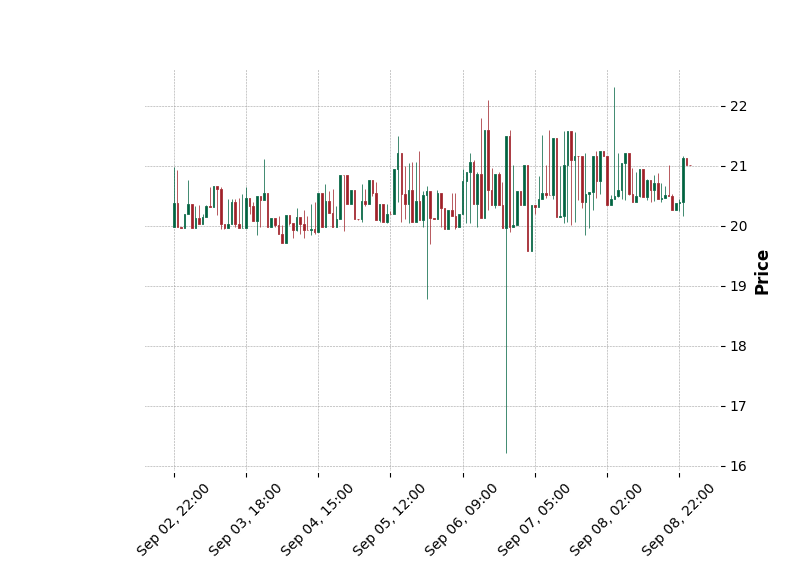 22
21
20
19
18
17
16
Price
Sep 02, 22:00
Sep 03, 18:00
Sep 04, 15:00
Sep 05, 12:00
Sep 06, 09:00
Sep 07, 05:00
Sep 08, 02:00
Sep 08, 22:00